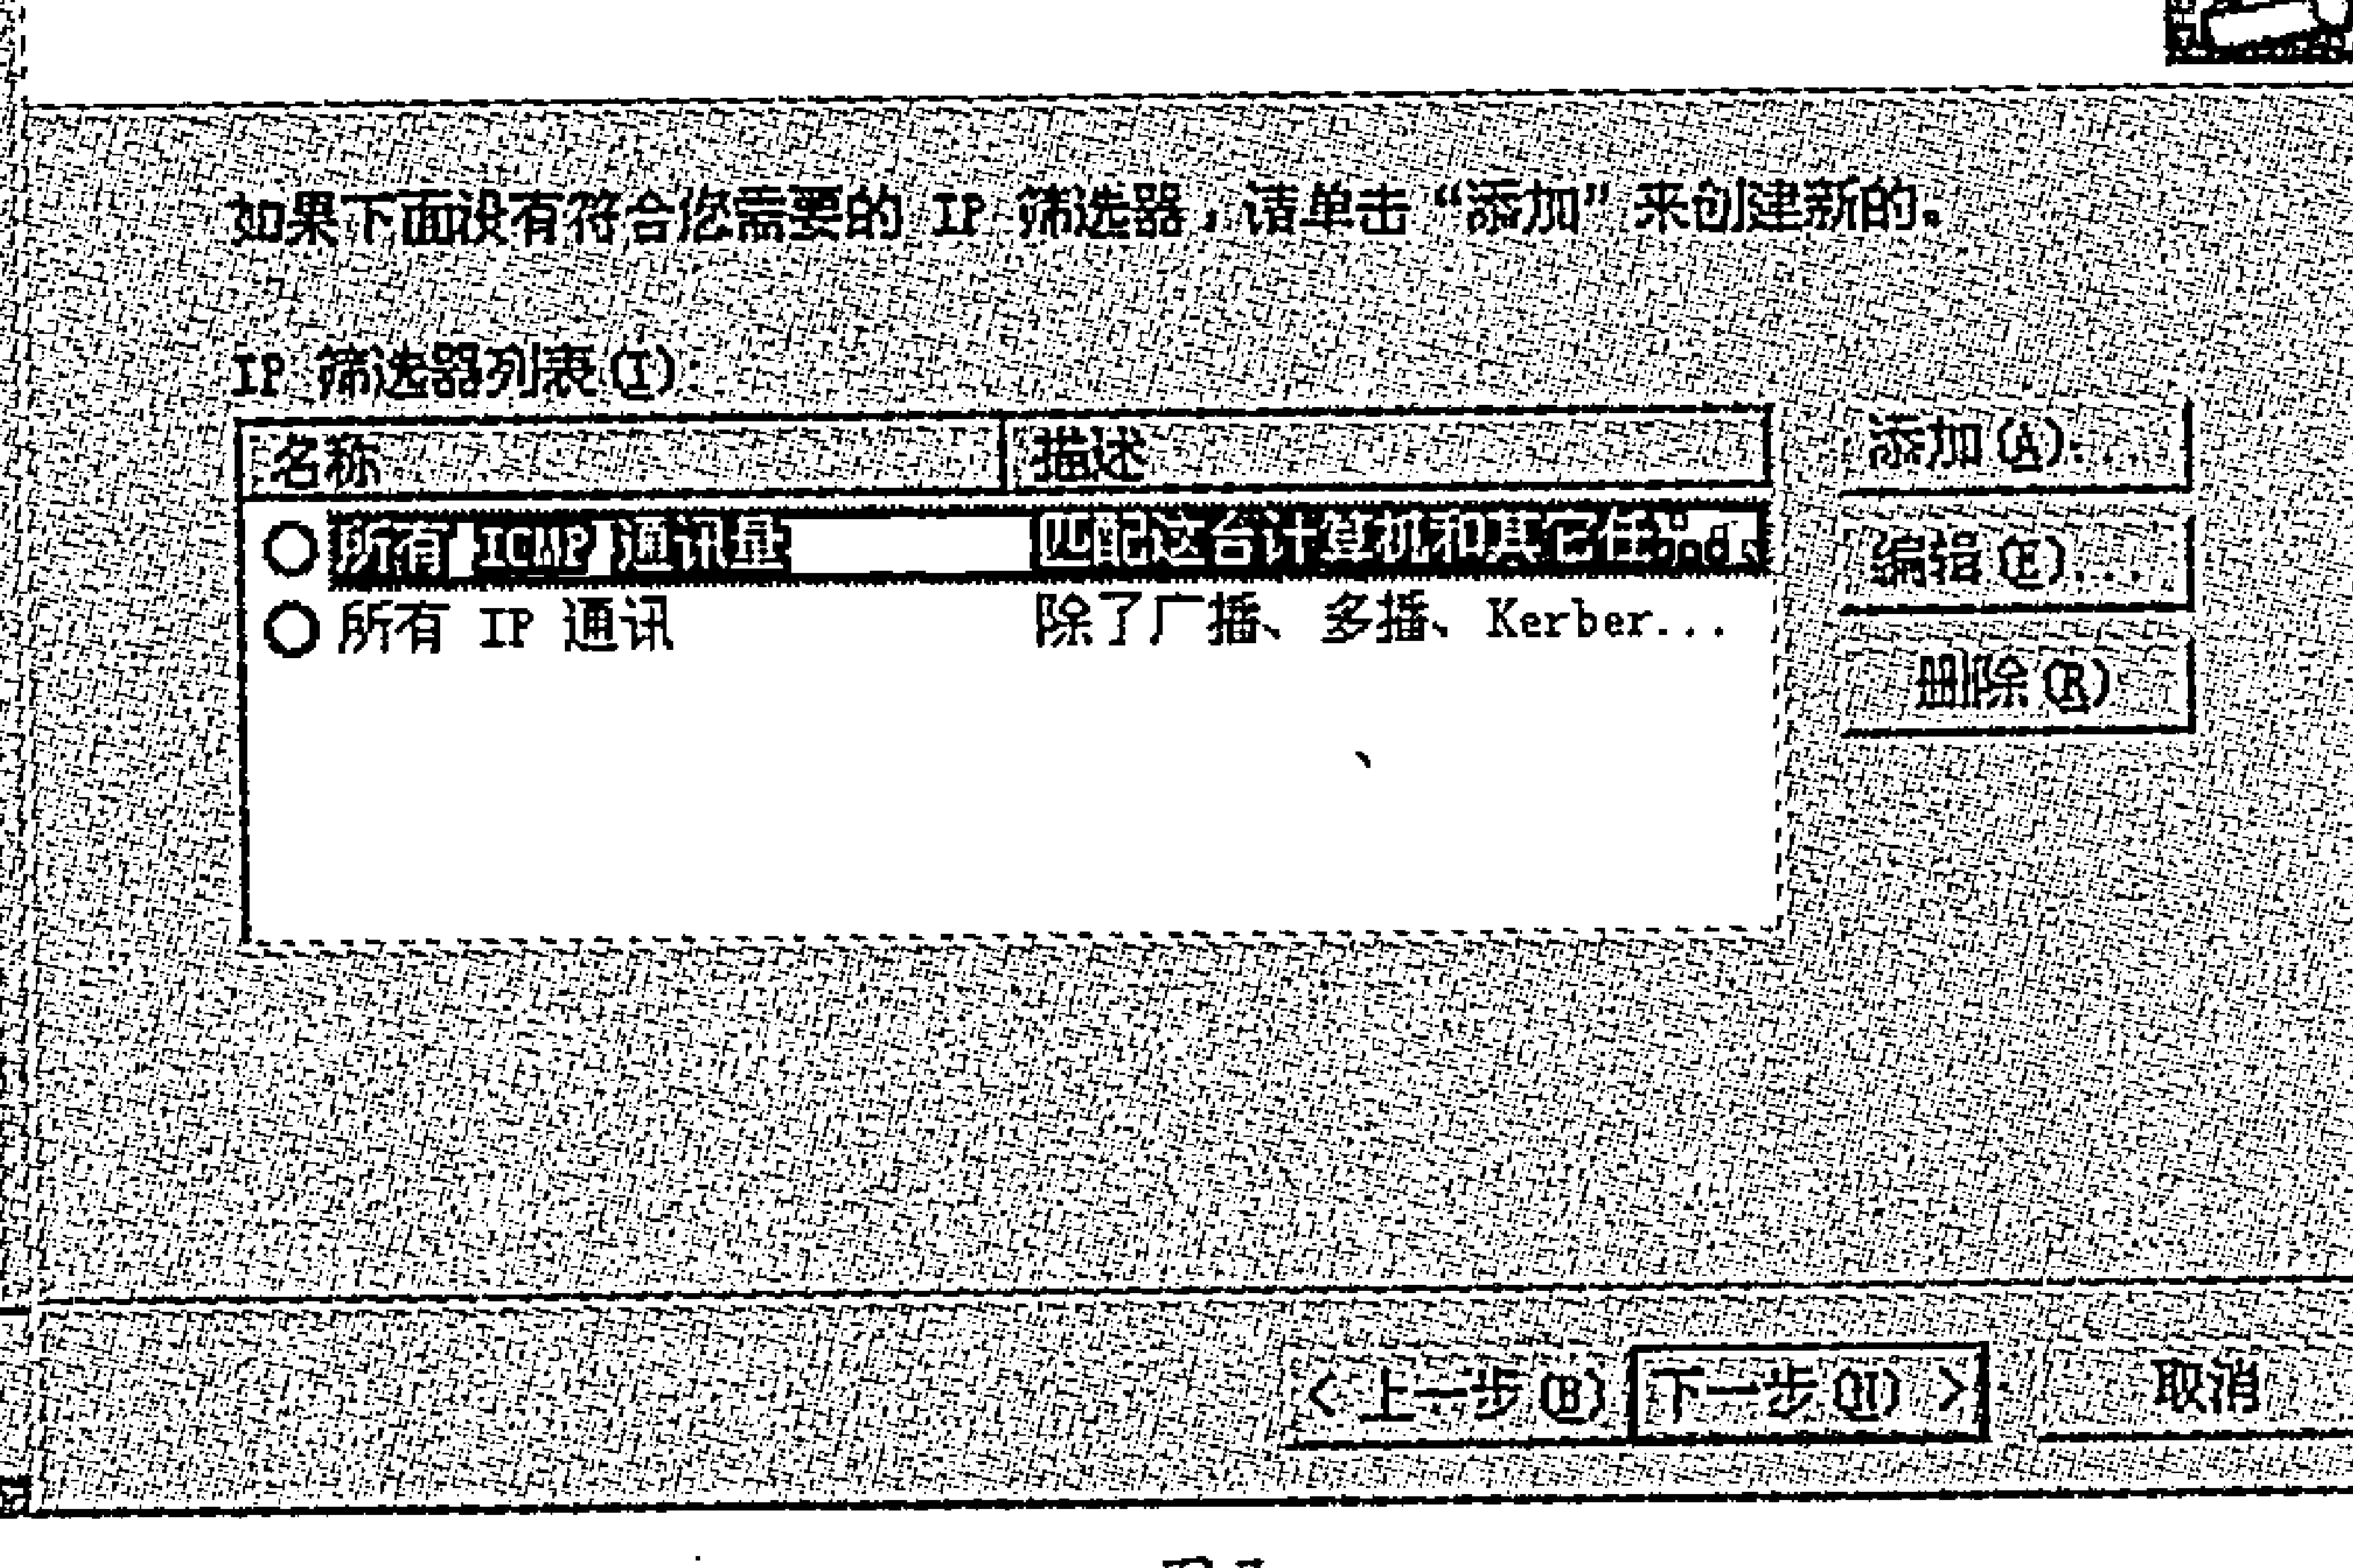 如果下面没有符合您需要的 IP 筛选器，请单击“添加”来创建新的。
IP 筛选器列表(I):
名称 描述
所有 ICMP 通讯量 匹配这台计算机和其它任...
所有 IP 通讯 除了广播、多播、Kerber...
添加(A)...
编辑(E)...
删除(R)
< 上一步(B) 下一步(N) > 取消